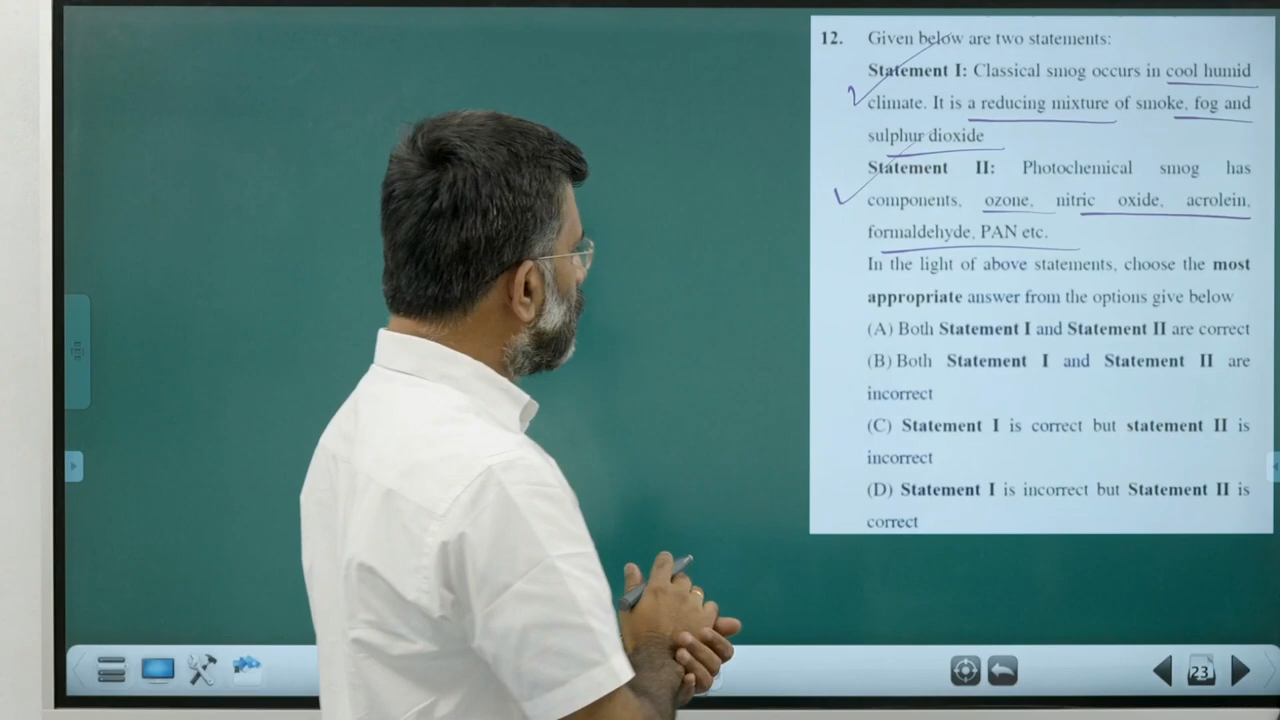 12. Given below are two statements:
Statement I: Classical smog occurs in cool humid
climate. It is a reducing mixture of smoke, fog and
sulphur dioxide
Statement II: Photochemical smog has
components, ozone, nitric oxide, acrolein,
formaldehyde, PAN etc.
In the light of above statements, choose the most
appropriate answer from the options give below
(A) Both Statement I and Statement II are correct
(B) Both Statement I and Statement II are
incorrect
(C) Statement I is correct but statement II is
incorrect
(D) Statement I is incorrect but Statement II is
correct
23